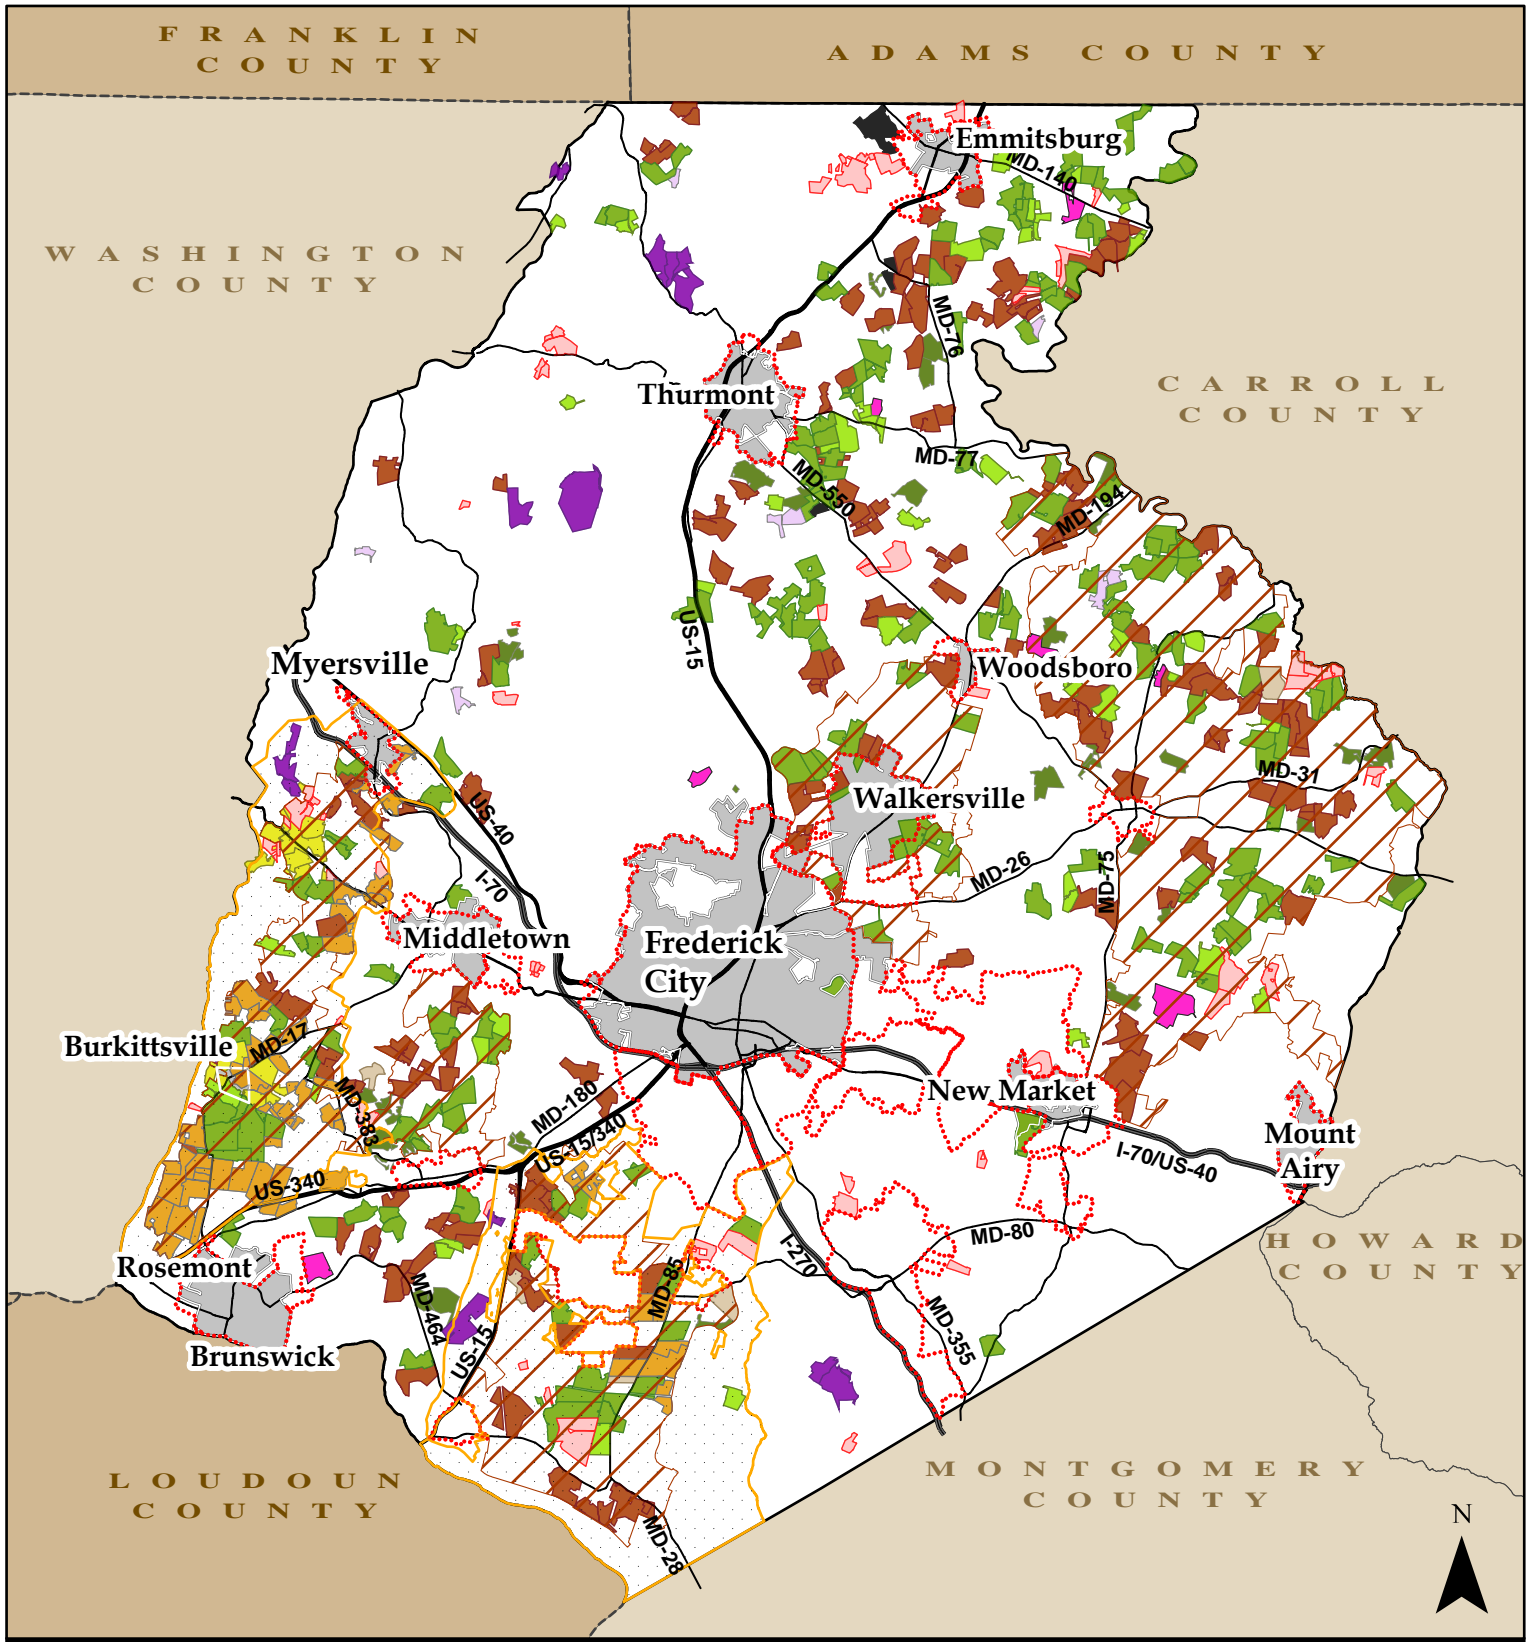 FRANKLIN
COUNTY
ADAMS COUNTY
Emmitsburg
MD-140
WASHINGTON
COUNTY
MD-76
Thurmont
CARROLL
COUNTY
MD-77
MD-550
MD-194
US-15
Myersville
Woodsboro
MD-31
US-40
Walkersville
I-70
MD-26
MD-75
Middletown
Frederick
City
Burkittsville
MD-17
MD-383
MD-180
New Market
US-15/340
Mount
Airy
I-70/US-40
US-340
MD-80
HOWARD
COUNTY
Rosemont
I-270
MD-85
MD-464
US-15
MD-355
Brunswick
LOUDOUN
COUNTY
MONTGOMERY
COUNTY
MD-28
N